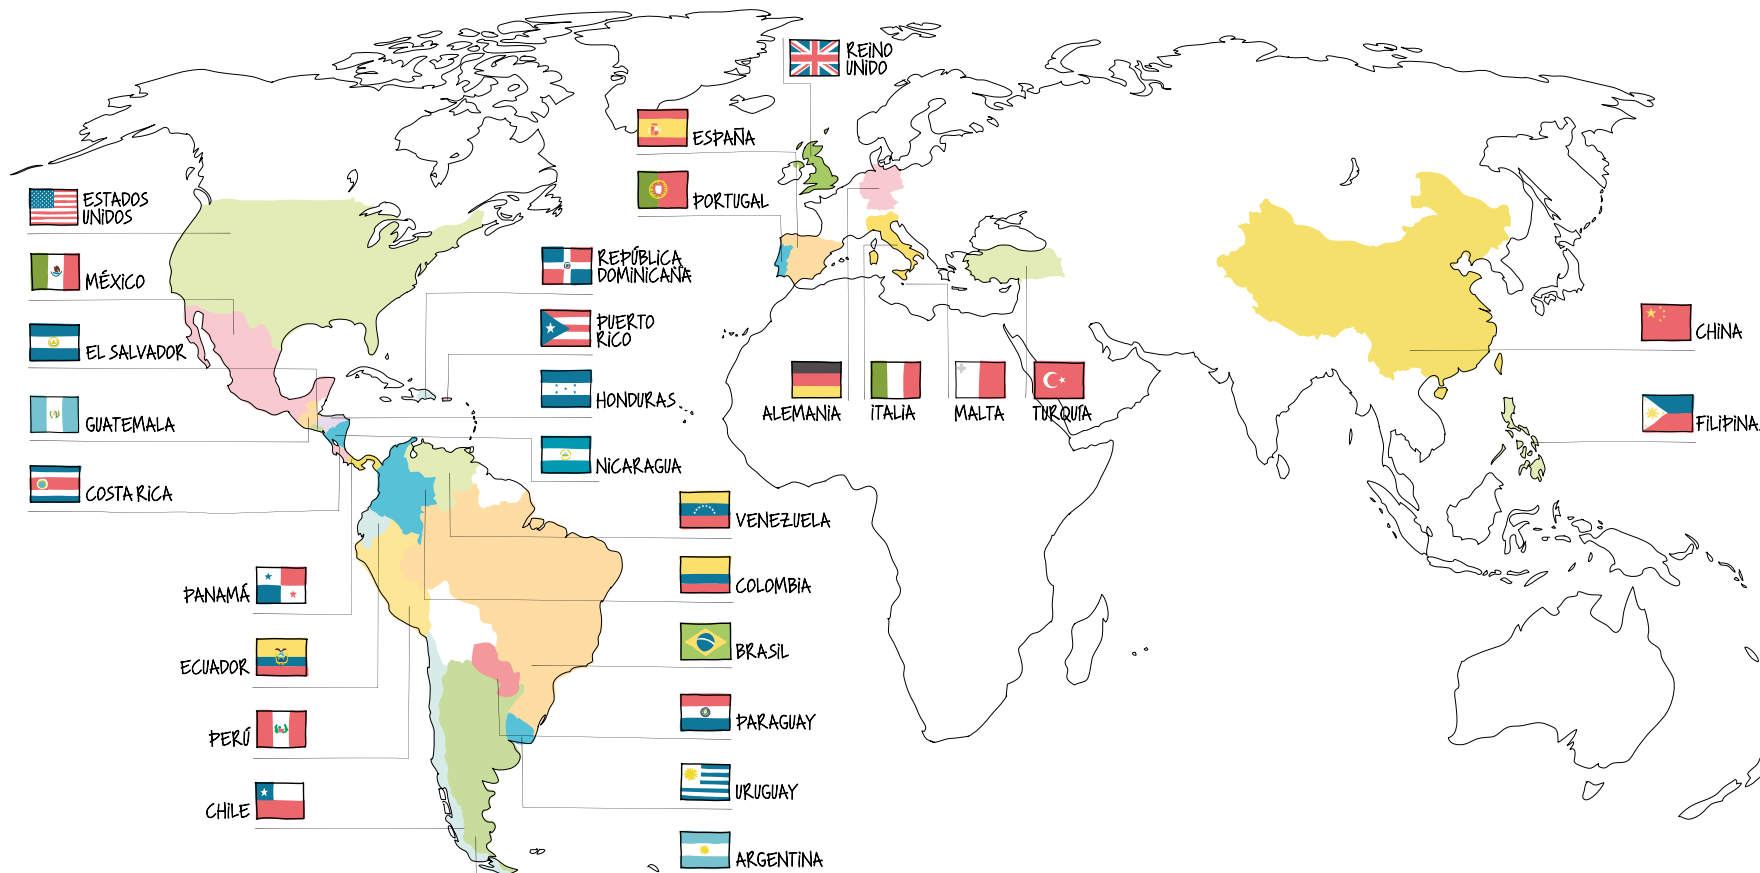 REINO
UNIDO
ESPAÑA
PORTUGAL
ESTADOS
UNIDOS
MÉXICO
EL SALVADOR
GUATEMALA
COSTA RICA
REPÚBLICA
DOMINICANA
PUERTO
RICO
HONDURAS
NICARAGUA
ALEMANIA
ITALIA
MALTA
TURQUÍA
CHINA
FILIPINA
PANAMÁ
ECUADOR
PERÚ
CHILE
VENEZUELA
COLOMBIA
BRASIL
PARAGUAY
URUGUAY
ARGENTINA